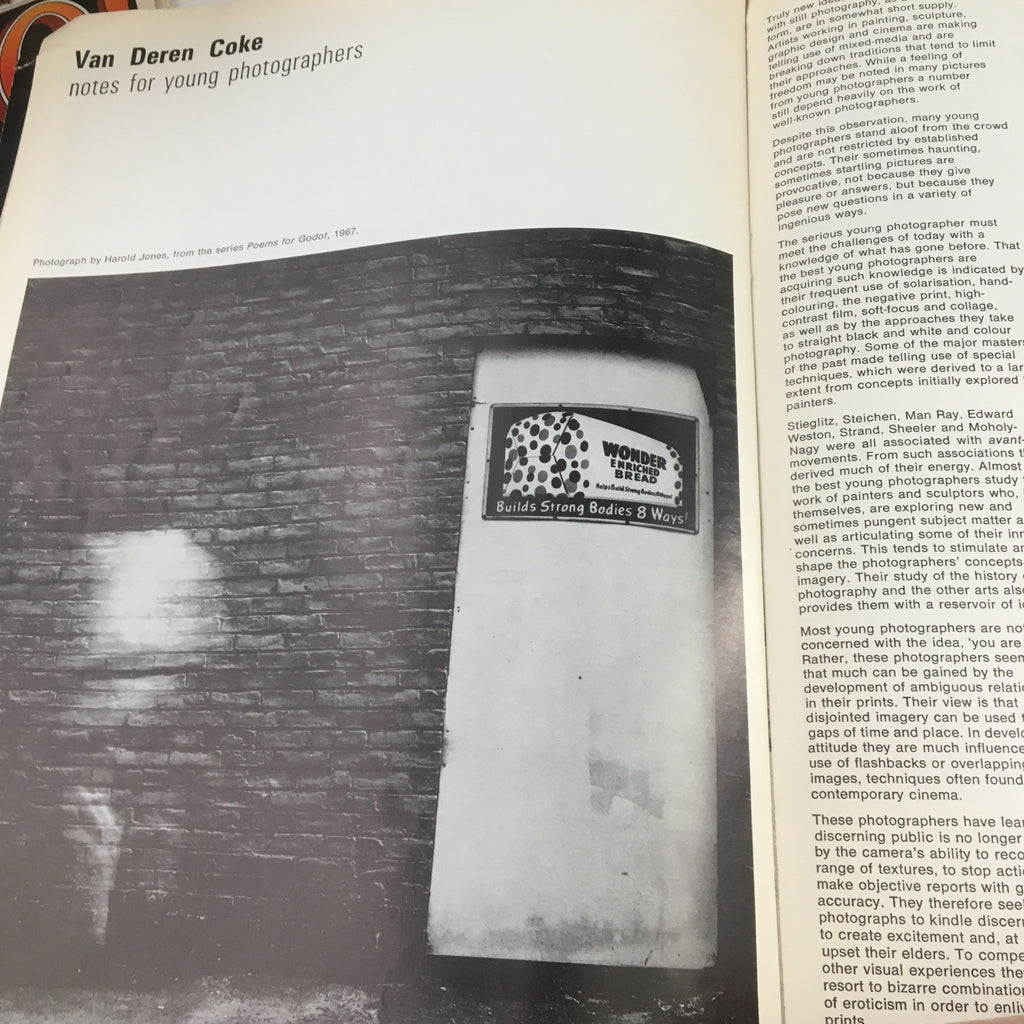 Van Deren Coke
notes for young photographers
Photograph by Harold Jones, from the series Poems for Godot, 1967.
WONDER
ENRICHED
BREAD
Helps Build Strong Bodies 8 Ways!
Builds Strong Bodies 8 Ways!
Truly new
with still photography, as
form, are in somewhat short supply.
Artists working in painting, sculpture,
graphic design and cinema are making
telling use of mixed-media and are
breaking down traditions that tend to limit
their approaches. While a feeling of
freedom may be noted in many pictures
from young photographers a number
still depend heavily on the work of
well-known photographers.
Despite this observation, many young
photographers stand aloof from the crowd
and are not restricted by established
concepts. Their sometimes haunting,
sometimes startling pictures are
provocative, not because they give
pleasure or answers, but because they
pose new questions in a variety of
ingenious ways.
The serious young photographer must
meet the challenges of today with a
knowledge of what has gone before. That
the best young photographers are
acquiring such knowledge is indicated by
their frequent use of solarisation, hand-
colouring, the negative print, high-
contrast film, soft-focus and collage,
as well as by the approaches they take
to straight black and white and colour
photography. Some of the major masters
of the past made telling use of special
techniques, which were derived to a
extent from concepts initially explored
painters.
Stieglitz, Steichen, Man Ray, Edward
Weston, Strand, Sheeler and Moholy-
Nagy were all associated with avant-
movements. From such associations
derived much of their energy. Almost
the best young photographers study
work of painters and sculptors who,
themselves, are exploring new and
sometimes pungent subject matter
well as articulating some of their
concerns. This tends to stimulate
shape the photographers' concepts
imagery. Their study of the history
photography and the other arts
provides them with a reservoir of
Most young photographers are
concerned with the idea, 'you are
Rather, these photographers
that much can be gained by the
development of ambiguous
in their prints. Their view is that
disjointed imagery can be used
gaps of time and place. In
attitude they are much
use of flashbacks or overlapping
images, techniques often found
contemporary cinema.
These photographers have
discerning public is no longer
by the camera's ability to
range of textures, to stop
make objective reports with
accuracy. They therefore
photographs to kindle
to create excitement and, at
upset their elders. To
other visual experiences
resort to bizarre
of eroticism in order to
prints